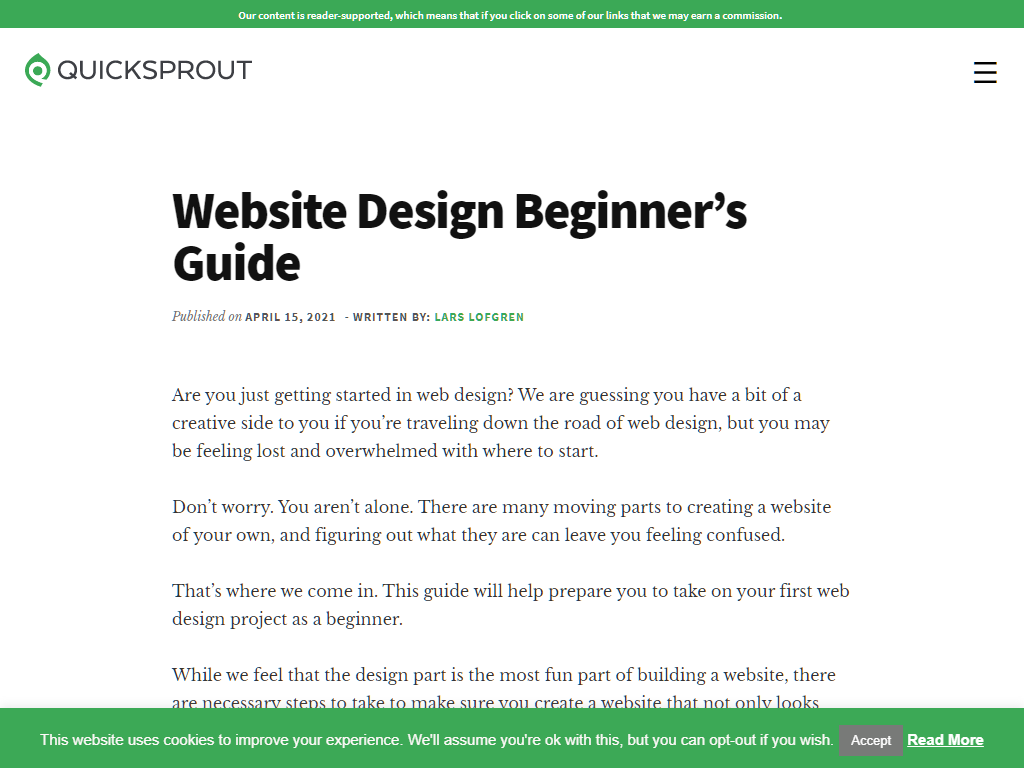 Our content is reader-supported, which means that if you click on some of our links that we may earn a commission.
QUICKSPROUT
Website Design Beginner’s
Guide
Published on APRIL 15, 2021 - WRITTEN BY: LARS LOFGREN
Are you just getting started in web design? We are guessing you have a bit of a
creative side to you if you’re traveling down the road of web design, but you may
be feeling lost and overwhelmed with where to start.
Don’t worry. You aren’t alone. There are many moving parts to creating a website
of your own, and figuring out what they are can leave you feeling confused.
That’s where we come in. This guide will help prepare you to take on your first web
design project as a beginner.
While we feel that the design part is the most fun part of building a website, there
are necessary steps to take to make sure you create a website that not only looks
This website uses cookies to improve your experience. We'll assume you're ok with this, but you can opt-out if you wish. Accept Read More